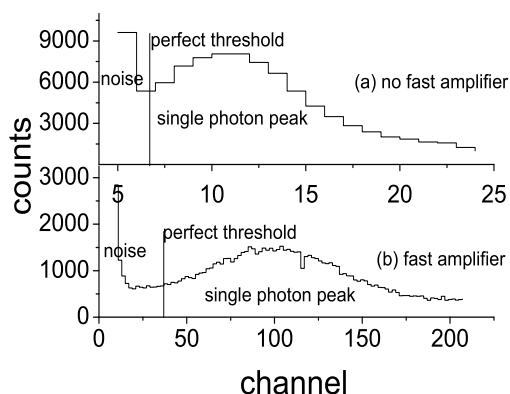 9000
perfect threshold
noise
6000
(a) no fast amplifier
single photon peak
3000
counts
5 10 15 20 25
3000
2000
perfect threshold
noise
(b) fast amplifier
1000
single photon peak
0
0 50 100 150 200
channel